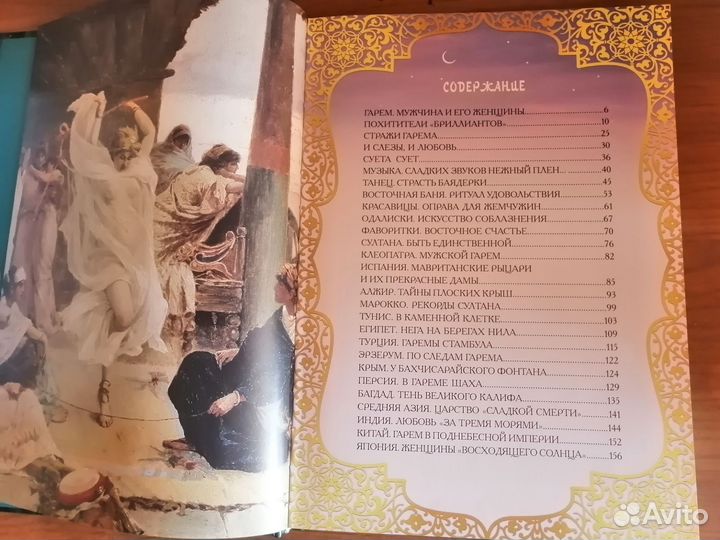 СОДЕРЖАНИЕ
ГАРЕМ. МУЖЧИНА И ЕГО ЖЕНЩИНЫ 6
ПОХИТИТЕЛИ «БРИЛЛИАНТОВ» 10
СТРАЖИ ГАРЕМА 25
И СЛЕЗЫ, И ЛЮБОВЬ 30
СУЕТА СУЕТ 36
МУЗЫКА. СЛАДКИХ ЗВУКОВ НЕЖНЫЙ ПЛЕН... 40
ТАНЕЦ. СТРАСТЬ БАЯДЕРКИ 45
ВОСТОЧНАЯ БАНЯ. РИТУАЛ УДОВОЛЬСТВИЯ 53
КРАСАВИЦЫ. ОПРАВА ДЛЯ ЖЕМЧУЖИН 61
ОДАЛИСКИ. ИСКУССТВО СОБЛАЗНЕНИЯ 67
ФАВОРИТКИ. ВОСТОЧНОЕ СЧАСТЬЕ 70
СУЛТАНА. БЫТЬ ЕДИНСТВЕННОЙ 76
КЛЕОПАТРА. МУЖСКОЙ ГАРЕМ 82
ИСПАНИЯ. МАВРИТАНСКИЕ РЫЦАРИ
И ИХ ПРЕКРАСНЫЕ ДАМЫ 85
АЛЖИР. ТАЙНЫ ПЛОСКИХ КРЫШ 93
МАРОККО. РЕКОРДЫ СУЛТАНА 99
ТУНИС. В КАМЕННОЙ КЛЕТКЕ 103
ЕГИПЕТ. НЕГА НА БЕРЕГАХ НИЛА 109
ТУРЦИЯ. ГАРЕМЫ СТАМБУЛА 115
ЭРЗЕРУМ. ПО СЛЕДАМ ГАРЕМА 122
КРЫМ. У БАХЧИСАРАЙСКОГО ФОНТАНА 124
ПЕРСИЯ. В ГАРЕМЕ ШАХА 129
БАГДАД. ТЕНЬ ВЕЛИКОГО КАЛИФА 135
СРЕДНЯЯ АЗИЯ. ЦАРСТВО «СЛАДКОЙ СМЕРТИ» 141
ИНДИЯ. ЛЮБОВЬ «ЗА ТРЕМЯ МОРЯМИ» 144
КИТАЙ. ГАРЕМ В ПОДНЕБЕСНОЙ ИМПЕРИИ 152
ЯПОНИЯ. ЖЕНЩИНЫ «ВОСХОДЯЩЕГО СОЛНЦА» 156
Avito